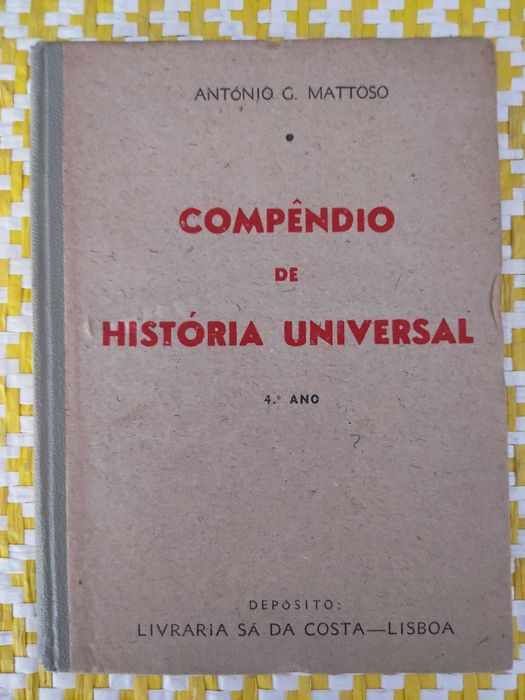 ANTÓNIO G. MATTOSO
COMPÊNDIO
DE
HISTÓRIA UNIVERSAL
4.º ANO
DEPÓSITO:
LIVRARIA SÁ DA COSTA—LISBOA